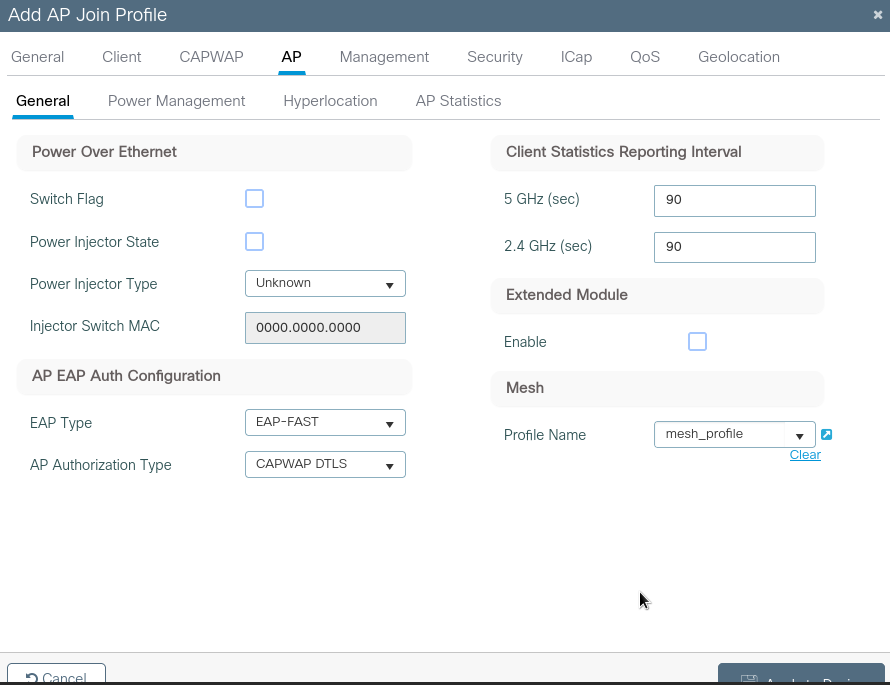 Add AP Join Profile
General Client CAPWAP AP Management Security ICap QoS Geolocation
General Power Management Hyperlocation AP Statistics
Power Over Ethernet
Switch Flag
Power Injector State
Power Injector Type Unknown
Injector Switch MAC 0000.0000.0000
AP EAP Auth Configuration
EAP Type EAP-FAST
AP Authorization Type CAPWAP DTLS
Client Statistics Reporting Interval
5 GHz (sec) 90
2.4 GHz (sec) 90
Extended Module
Enable
Mesh
Profile Name mesh_profile
Clear
Cancel